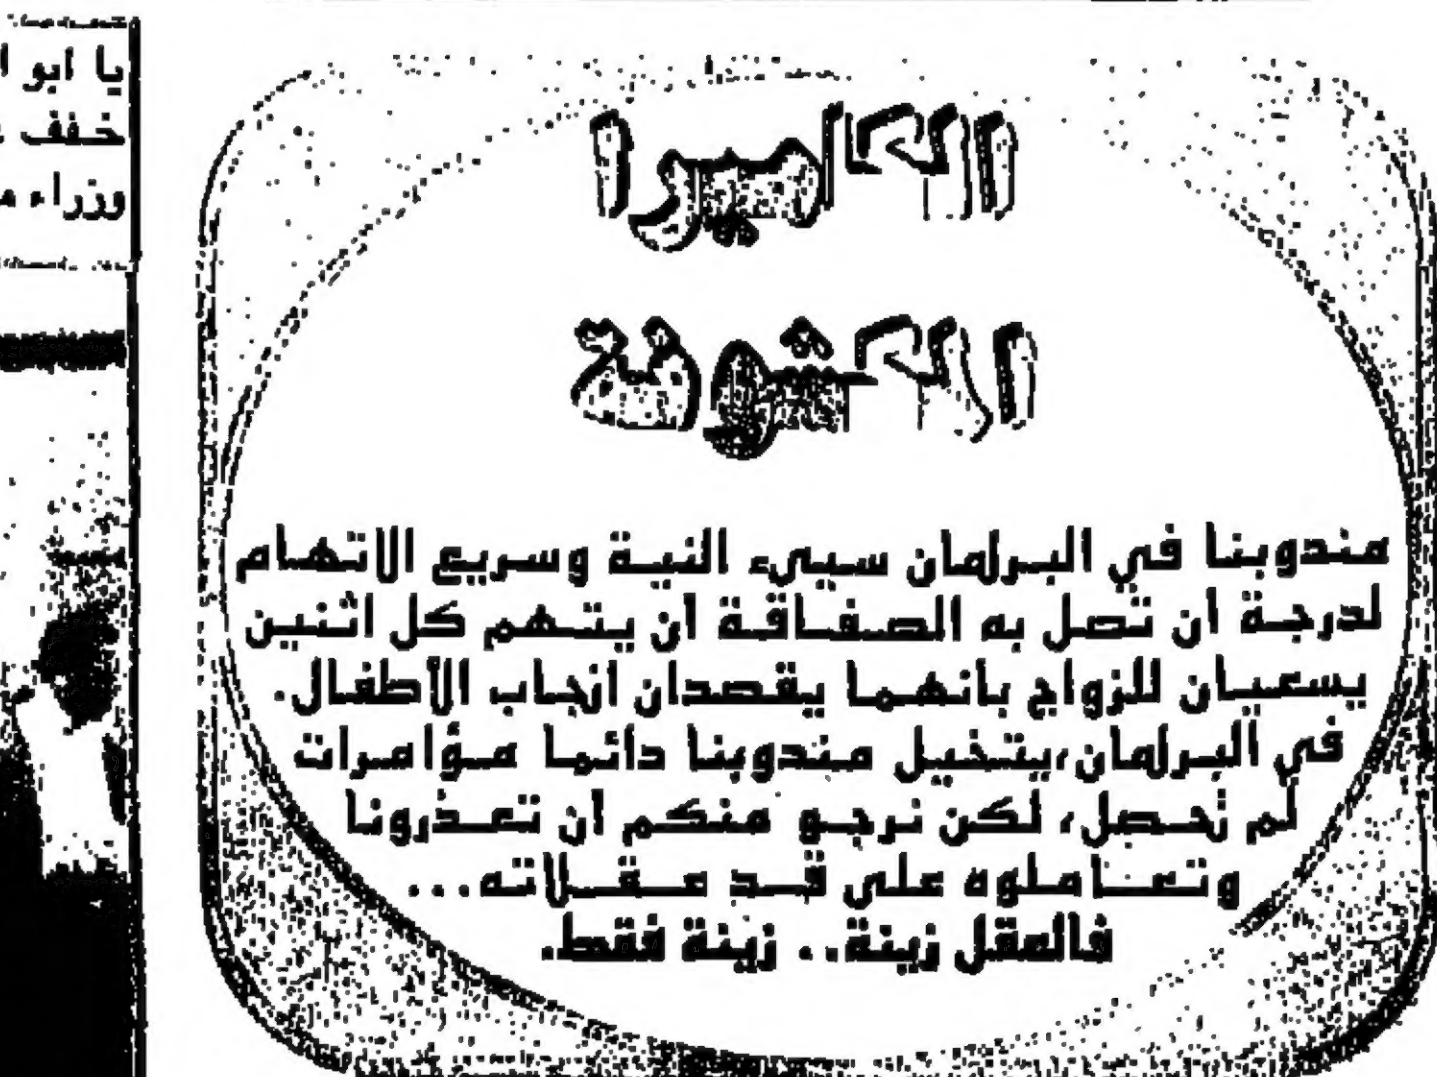 الكاميرا
المكشوفة
مندوبنا في البرلمان سيىء النية وسريع الاتهام
لدرجة ان تصل به الصفاقة ان يتهم كل اثنين
يسعيان للزواج بأنهما يقصدان انجاب الأطفال.
في البرلمان،يتخيل مندوبنا دائما مؤامرات
لم تحصل، لكن نرجو منكم ان تعذرونا
وتعاملوه على قد عقلاته...
فالعقل زينة.. زينة فقط.
يا ابو
خفف
وزراء